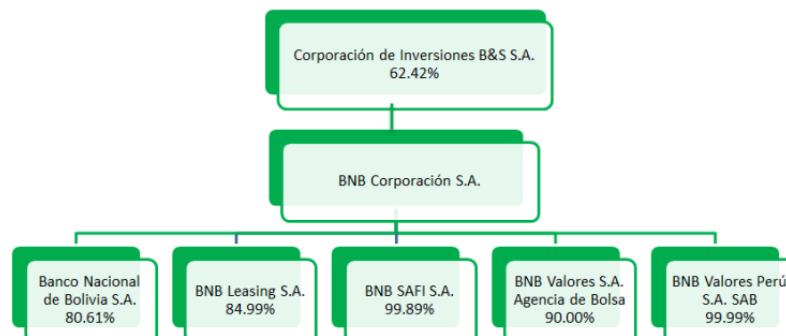 Corporación de Inversiones B&S S.A.
62.42%
BNB Corporación S.A.
Banco Nacional
de Bolivia S.A.
80.61%
BNB Leasing S.A.
84.99%
BNB SAFI S.A.
99.89%
BNB Valores S.A.
Agencia de Bolsa
90.00%
BNB Valores Perú
S.A. SAB
99.99%